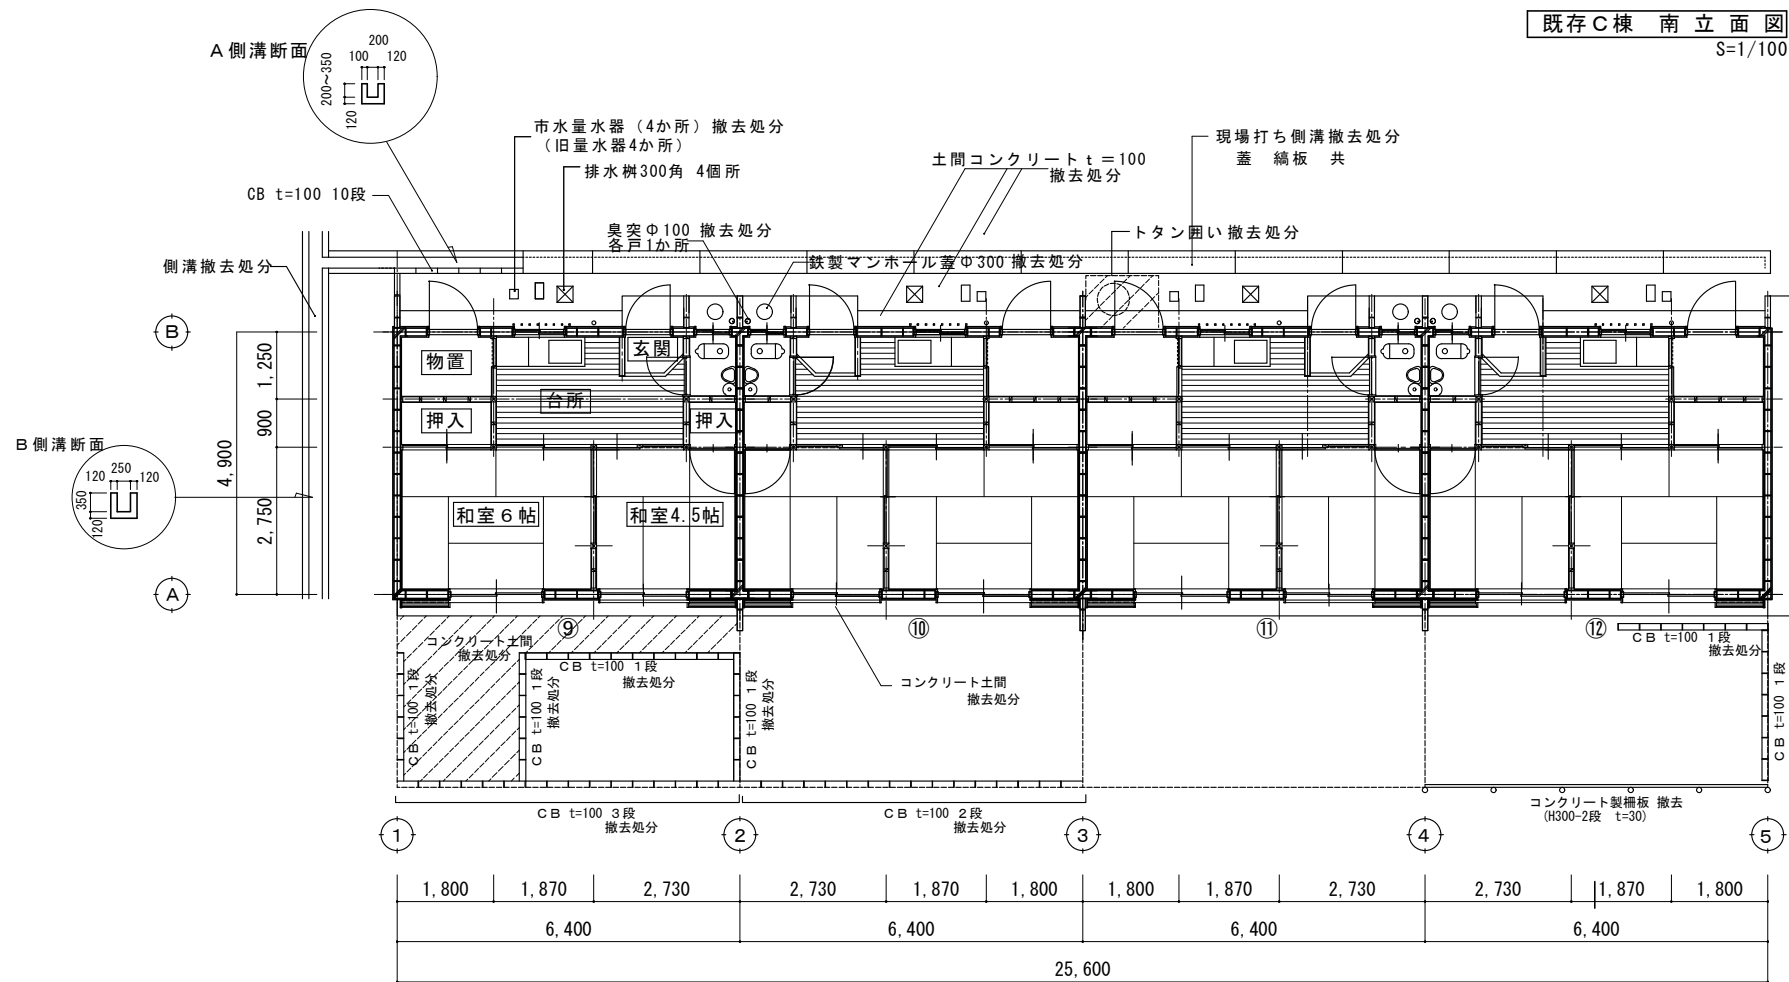 既存C棟 南立面図
S=1/100
A側溝断面
200
100 120
200~350
120
市水量水器（4か所）撤去処分
（旧量水器4か所）
排水桝300角 4個所
CB t=100 10段
臭突Φ100 撤去処分
各戸1か所
鉄製マンホール蓋Φ300撤去処分
土間コンクリートt=100
撤去処分
現場打ち側溝撤去処分
蓋 縞板 共
トタン囲い撤去処分
側溝撤去処分
B
1,250
900
4,900
2,750
A
B側溝断面
120 250 120
350
120
物置
玄関
台所
押入
押入
和室6帖
和室4.5帖
⑨
⑩
⑪
⑫
コンクリート土間
撤去処分
CB t=100 1段
撤去処分
CB t=100 1段
撤去処分
CB t=100 1段
撤去処分
CB t=100 1段
撤去処分
コンクリート土間
撤去処分
CB t=100 1段
撤去処分
CB t=100 1段
CB t=100 3段
撤去処分
CB t=100 2段
撤去処分
コンクリート製柵板 撤去
(H300-2段 t=30)
1 2 3 4 5
1,800 1,870 2,730 2,730 1,870 1,800 1,800 1,870 2,730 2,730 1,870 1,800
6,400 6,400 6,400 6,400
25,600